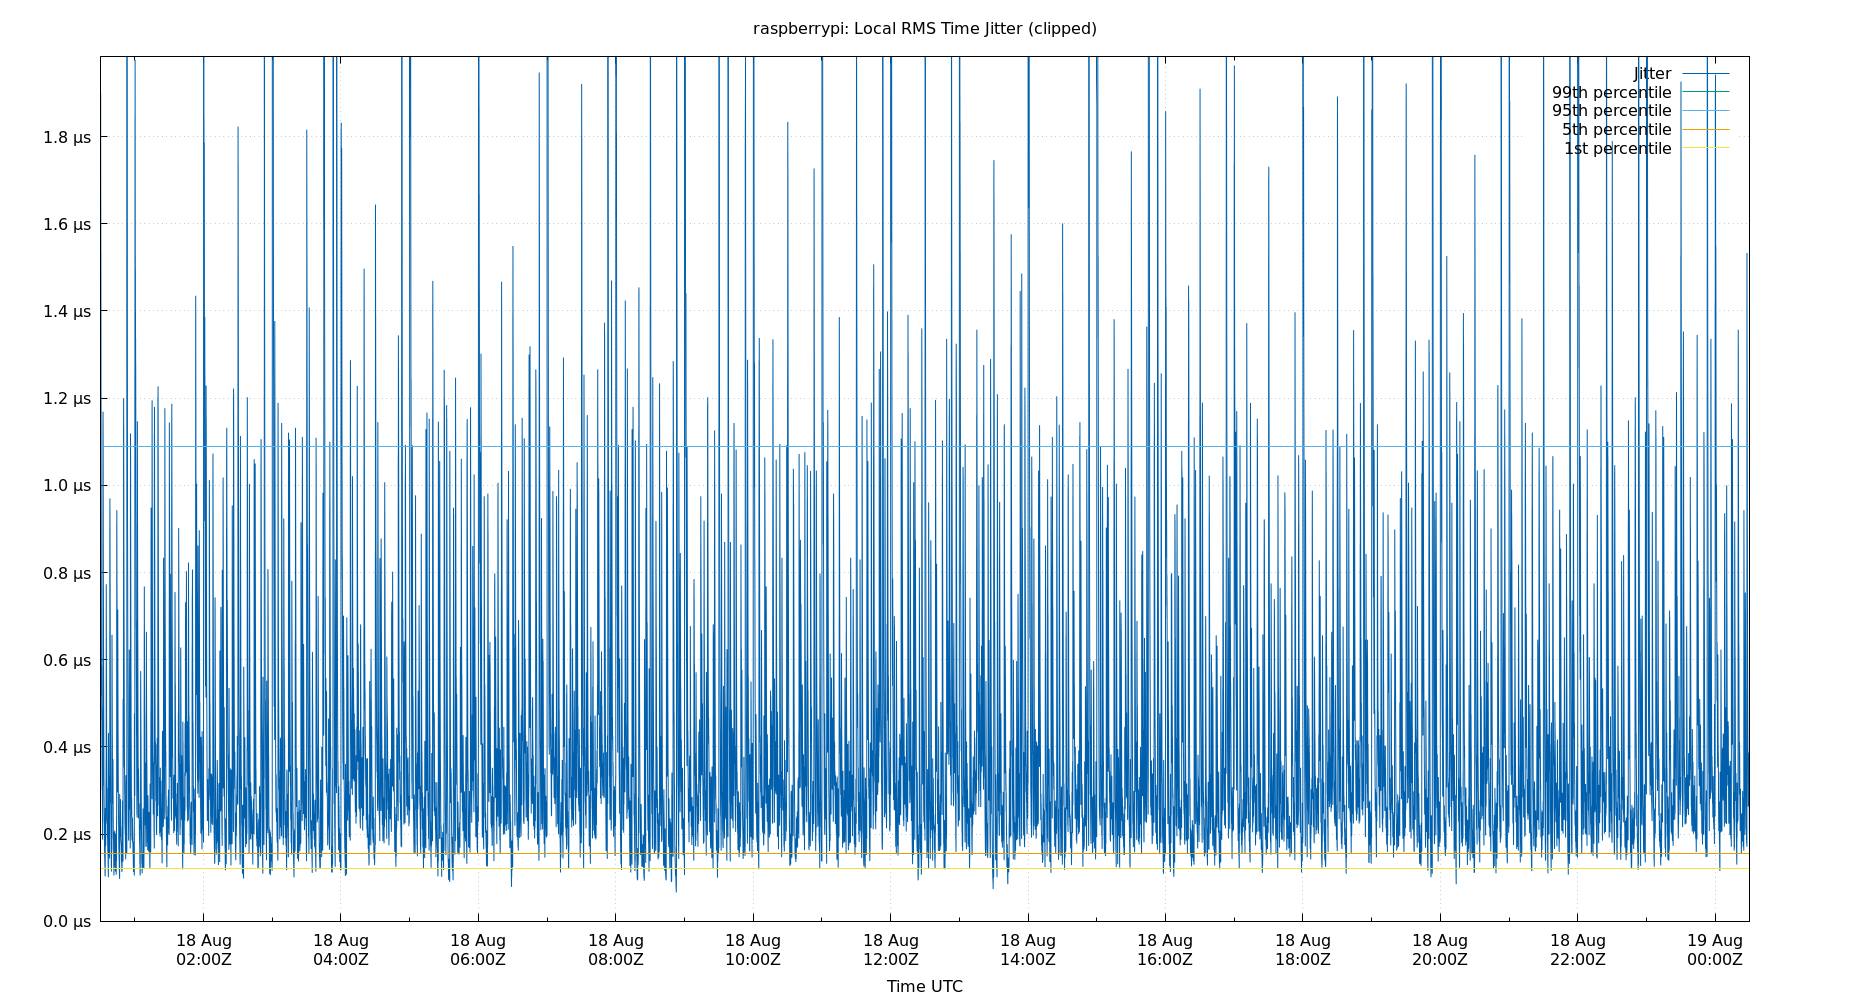 raspberrypi: Local RMS Time Jitter (clipped)
Jitter
99th percentile
95th percentile
5th percentile
1st percentile
1.8 µs
1.6 µs
1.4 µs
1.2 µs
1.0 µs
0.8 µs
0.6 µs
0.4 µs
0.2 µs
0.0 µs
18 Aug 18 Aug 18 Aug 18 Aug 18 Aug 18 Aug 18 Aug 18 Aug 18 Aug 18 Aug 18 Aug 19 Aug
02:00Z 04:00Z 06:00Z 08:00Z 10:00Z 12:00Z 14:00Z 16:00Z 18:00Z 20:00Z 22:00Z 00:00Z
Time UTC